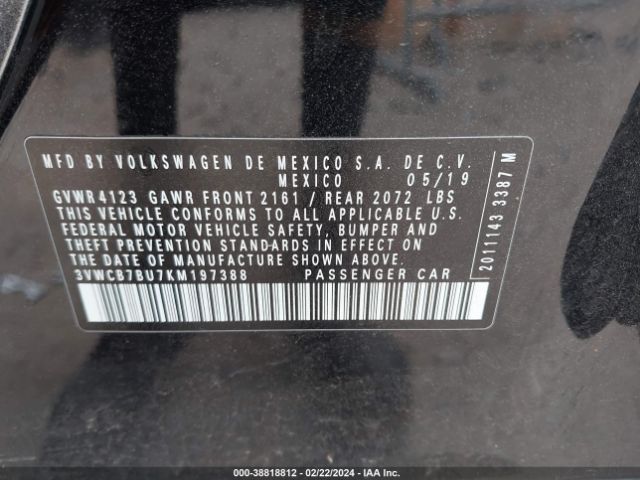 MFD BY VOLKSWAGEN DE MEXICO S.A. DE C.V.
MEXICO 05/19
GVWR 4123 GAWR FRONT 2161 / REAR 2072 LBS
THIS VEHICLE CONFORMS TO ALL APPLICABLE U.S.
FEDERAL MOTOR VEHICLE SAFETY, BUMPER AND
THEFT PREVENTION STANDARDS IN EFFECT ON
THE DATE OF MANUFACTURE SHOWN ABOVE.
3VWCB7BU7KM197388 PASSENGER CAR
2011143 3387 M
000-38818812 - 02/22/2024 - IAA Inc.